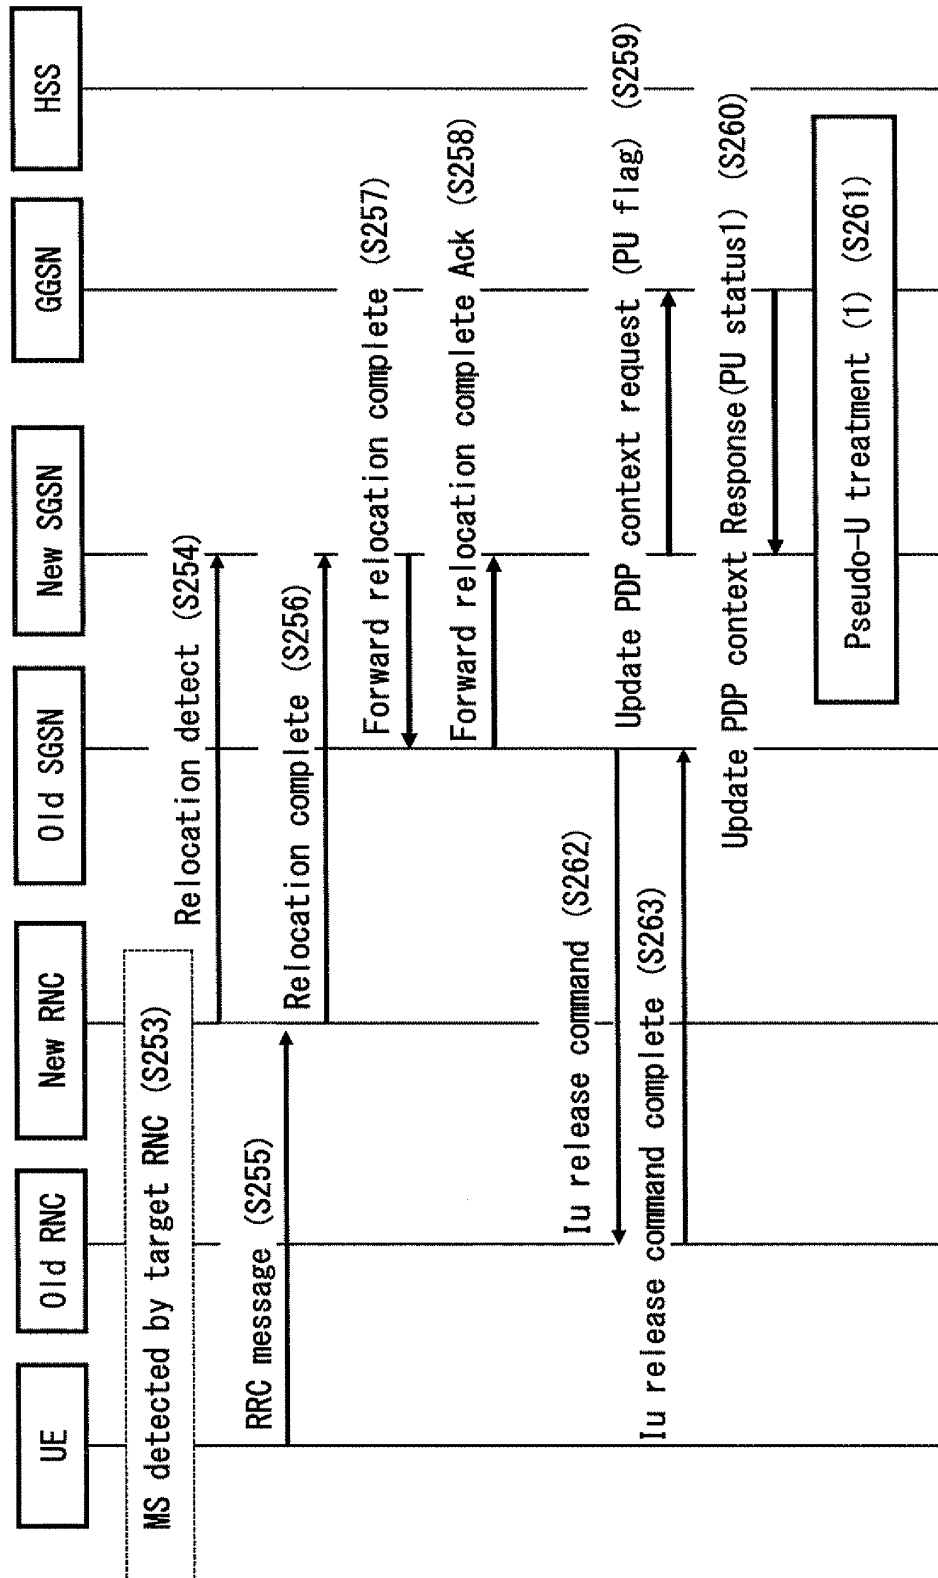 UE
Old RNC
New RNC
Old SGSN
New SGSN
GGSN
HSS
MS detected by target RNC (S253)
Relocation detect (S254)
RRC message (S255)
Relocation complete (S256)
Forward relocation complete (S257)
Forward relocation complete Ack (S258)
Iu release command (S262)
Update PDP context request (PU flag) (S259)
Iu release command complete (S263)
Update PDP context Response(PU status1) (S260)
Pseudo-U treatment (1) (S261)